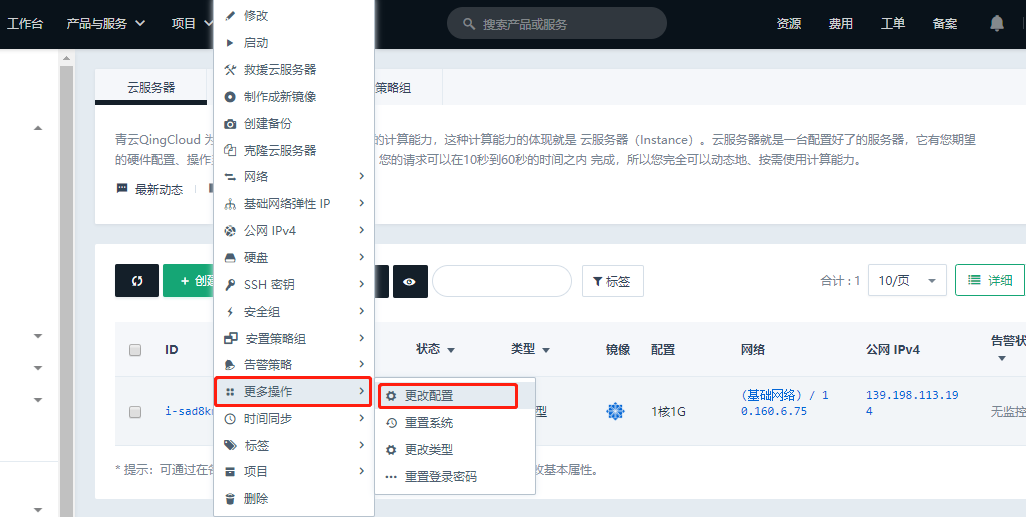 工作台 产品与服务 项目 搜索产品或服务 资源 费用 工单 备案
修改
启动
救援云服务器
制作成新镜像
创建备份
克隆云服务器
网络
基础网络弹性 IP
公网 IPv4
硬盘
SSH 密钥
安全组
安置策略组
告警策略
更多操作
时间同步
标签
项目
删除
更改配置
重置系统
更改类型
重置登录密码
云服务器 策略组
青云QingCloud 为 的计算能力，这种计算能力的体现就是 云服务器（Instance）。云服务器就是一台配置好了的服务器，它有您期望
的硬件配置、操作 您的请求可以在10秒到60秒的时间之内 完成，所以您完全可以动态地、按需使用计算能力。
最新动态
+ 创建 标签 合计：1 10/页 详细
ID 状态 类型 镜像 配置 网络 公网 IPv4 告警状
i-sad8k 型 1核1G (基础网络) / 10.160.6.75 139.198.113.194 无监控
* 提示：可通过在 改基本属性。